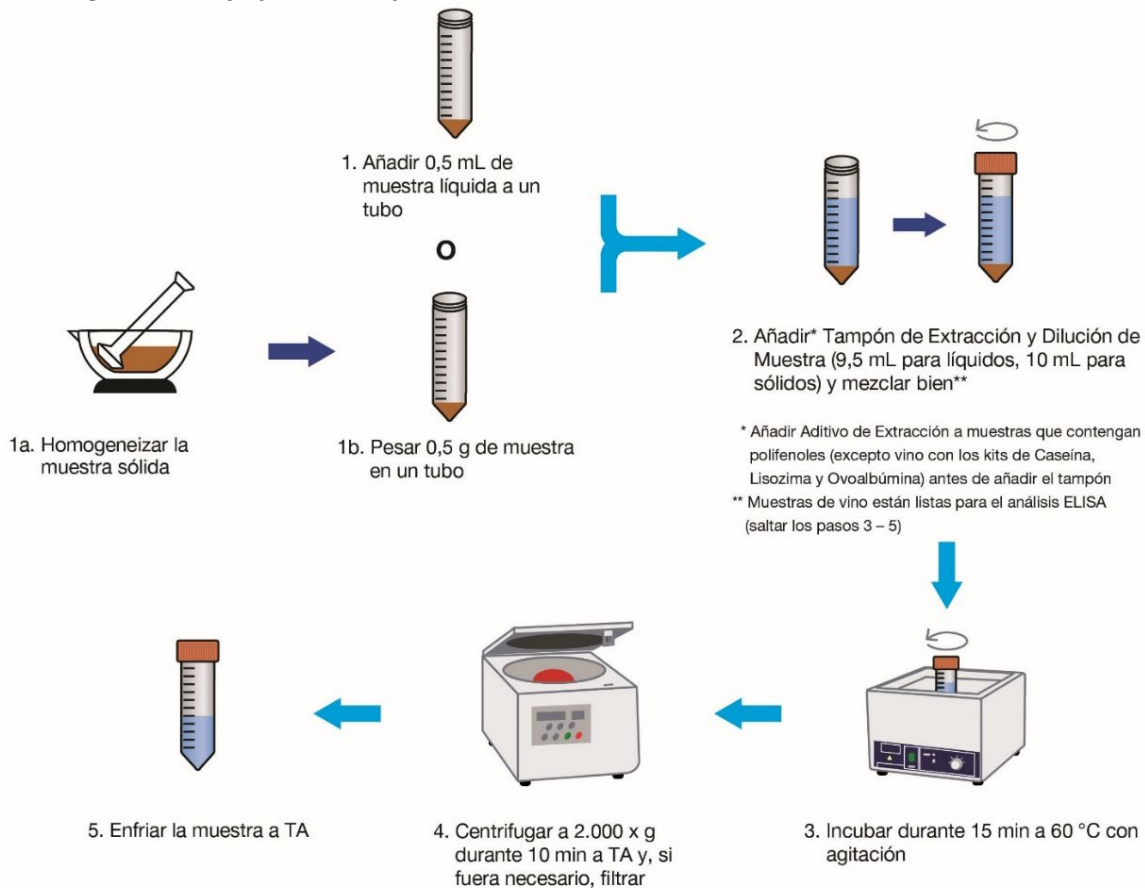 1. Añadir 0,5 mL de
muestra líquida a un
tubo
O
1a. Homogeneizar la
muestra sólida
1b. Pesar 0,5 g de muestra
en un tubo
2. Añadir* Tampón de Extracción y Dilución de
Muestra (9,5 mL para líquidos, 10 mL para
sólidos) y mezclar bien**
* Añadir Aditivo de Extracción a muestras que contengan
polifenoles (excepto vino con los kits de Caseína,
Lisozima y Ovoalbúmina) antes de añadir el tampón
** Muestras de vino están listas para el análisis ELISA
(saltar los pasos 3 – 5)
3. Incubar durante 15 min a 60 °C con
agitación
4. Centrifugar a 2.000 x g
durante 10 min a TA y, si
fuera necesario, filtrar
5. Enfriar la muestra a TA